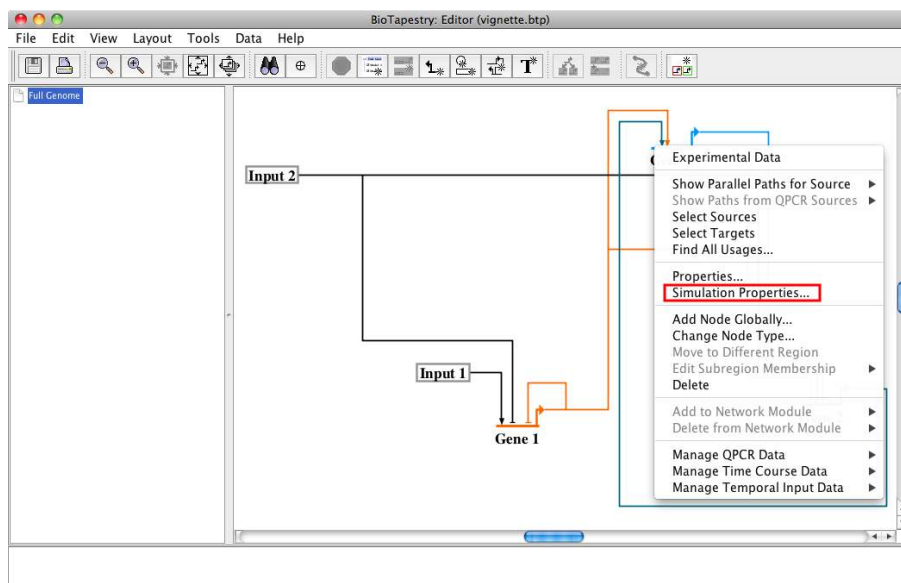 BioTapestry: Editor (vignette.btp)
File Edit View Layout Tools Data Help
T*
Full Genome
Input 2
Experimental Data
Show Parallel Paths for Source
Show Paths from QPCR Sources
Select Sources
Select Targets
Find All Usages...
Properties...
Simulation Properties...
Add Node Globally...
Change Node Type...
Move to Different Region
Edit Subregion Membership
Delete
Add to Network Module
Delete from Network Module
Manage QPCR Data
Manage Time Course Data
Manage Temporal Input Data
Input 1
Gene 1